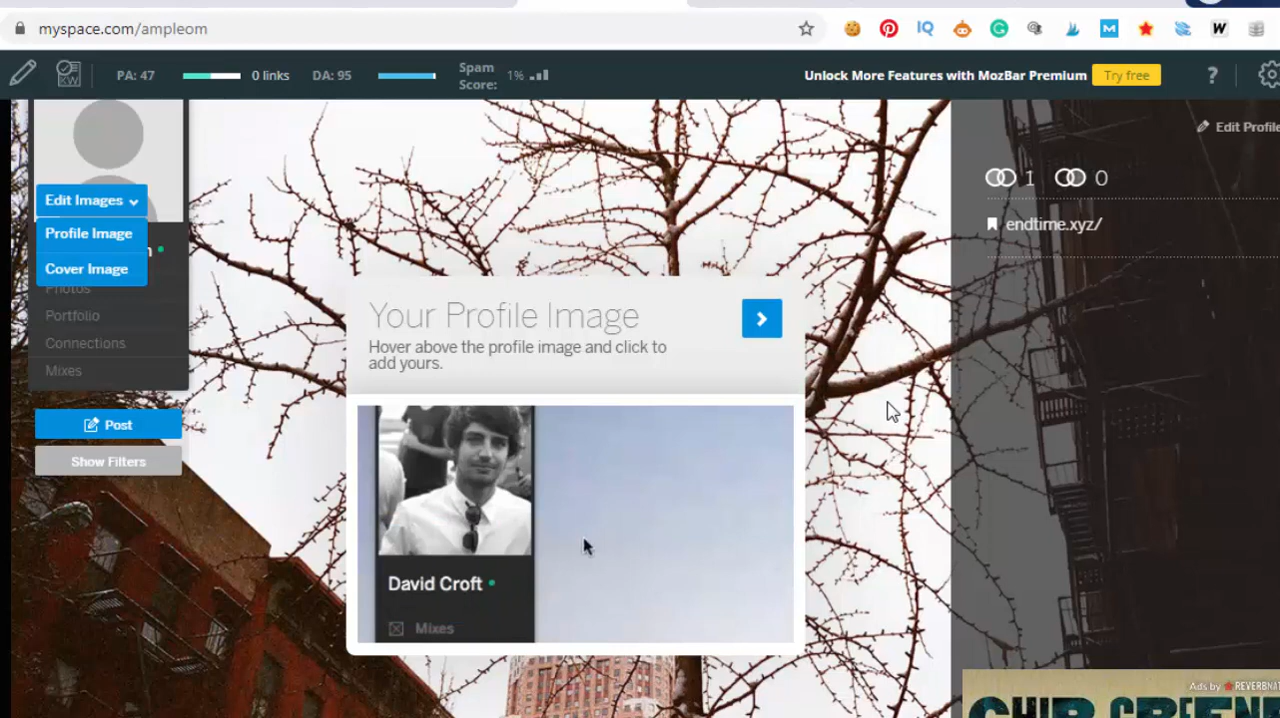 myspace.com/ampleom
PA: 47
0 links
DA: 95
Spam
Score:
1%
Unlock More Features with MozBar Premium
Try free
?
KW
IQ
G
M
W
Edit Images
Profile Image
Cover Image
Photos
Portfolio
Connections
Mixes
Post
Show Filters
Your Profile Image
Hover above the profile image and click to
add yours.
David Croft
Mixes
Edit Profile
1
0
endtime.xyz/
Ads by